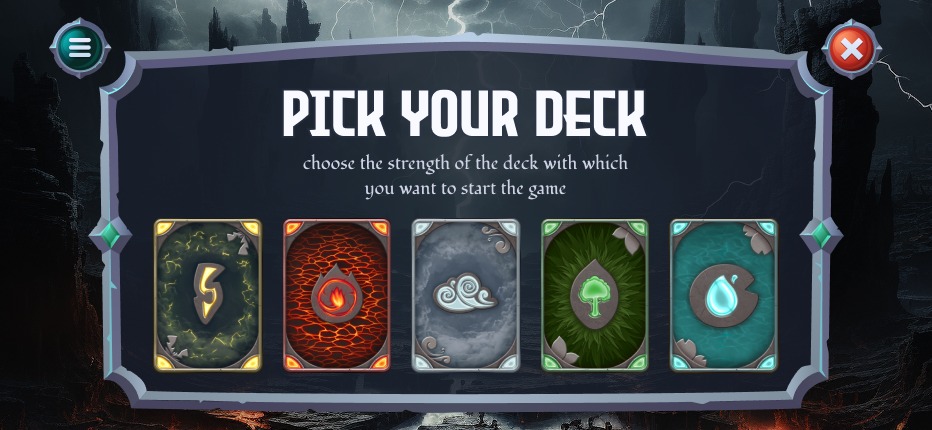 PICK YOUR DECK
choose the strength of the deck with which
you want to start the game